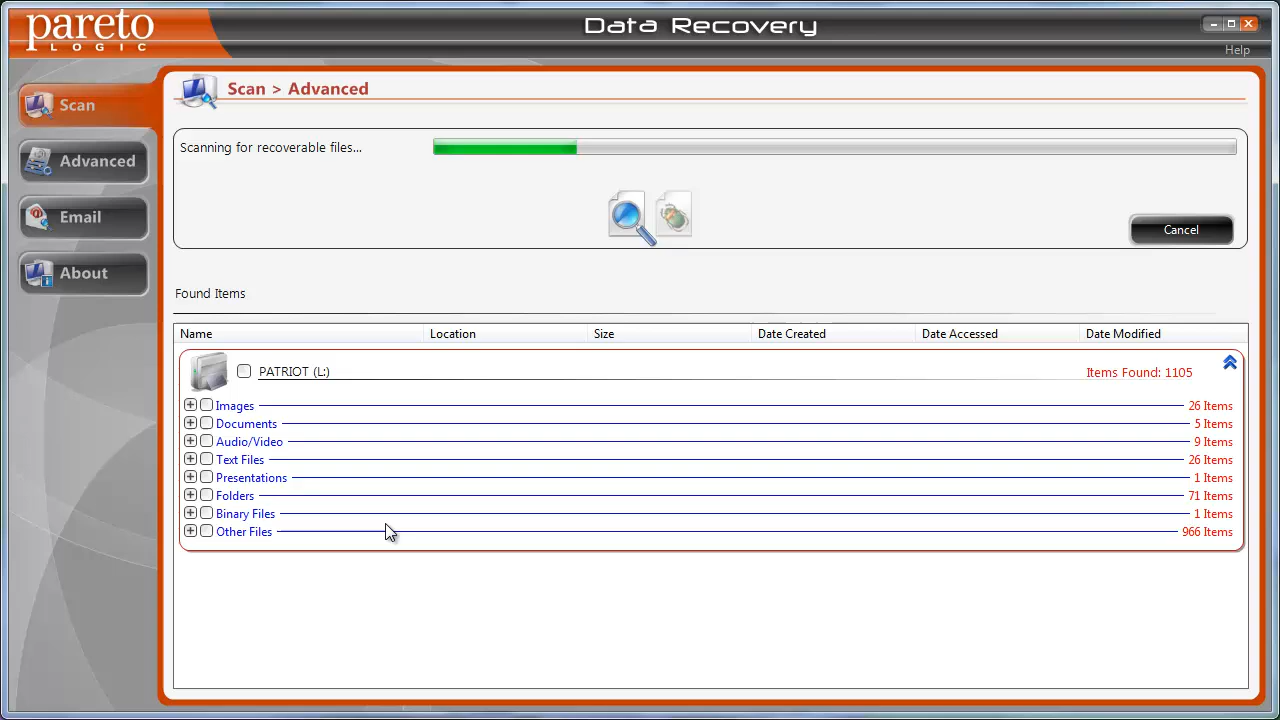 pareto
LOGIC
Data Recovery
Help
Scan
Advanced
Email
About
Scan > Advanced
Scanning for recoverable files...
Cancel
Found Items
Name Location Size Date Created Date Accessed Date Modified
PATRIOT (L:) Items Found: 1105
Images 26 Items
Documents 5 Items
Audio/Video 9 Items
Text Files 26 Items
Presentations 1 Items
Folders 71 Items
Binary Files 1 Items
Other Files 966 Items